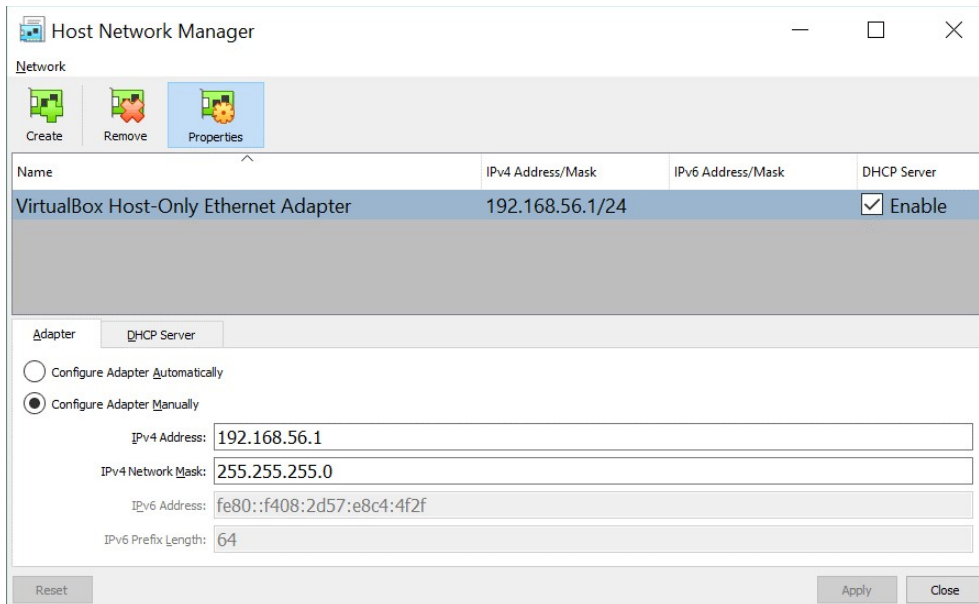 Host Network Manager
Network
Create Remove Properties
Name IPv4 Address/Mask IPv6 Address/Mask DHCP Server
VirtualBox Host-Only Ethernet Adapter 192.168.56.1/24 Enable
Adapter DHCP Server
Configure Adapter Automatically
Configure Adapter Manually
IPv4 Address: 192.168.56.1
IPv4 Network Mask: 255.255.255.0
IPv6 Address: fe80::f408:2d57:e8c4:4f2f
IPv6 Prefix Length: 64
Reset Apply Close